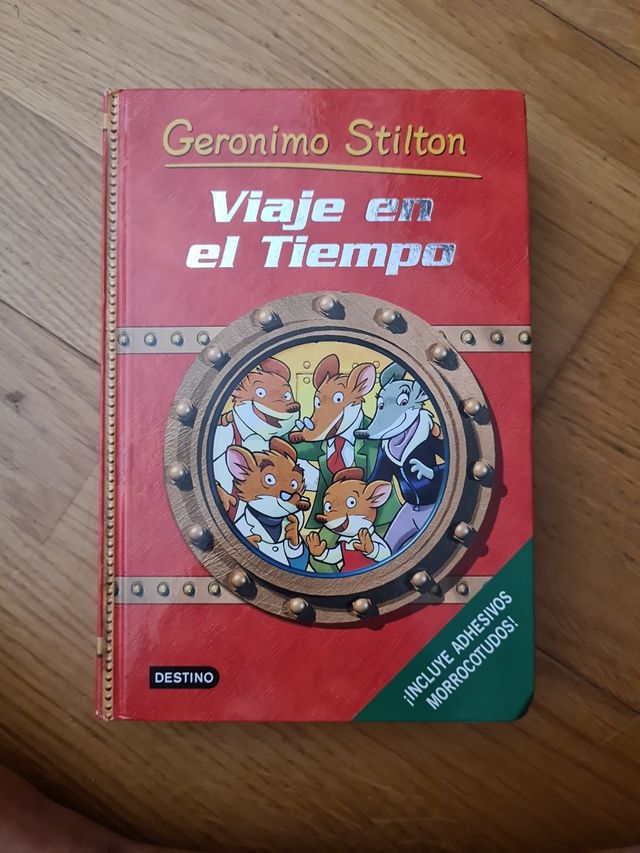 Geronimo Stilton
Viaje en
el Tiempo
DESTINO
¡INCLUYE ADHESIVOS
MORROCOTUDOS!